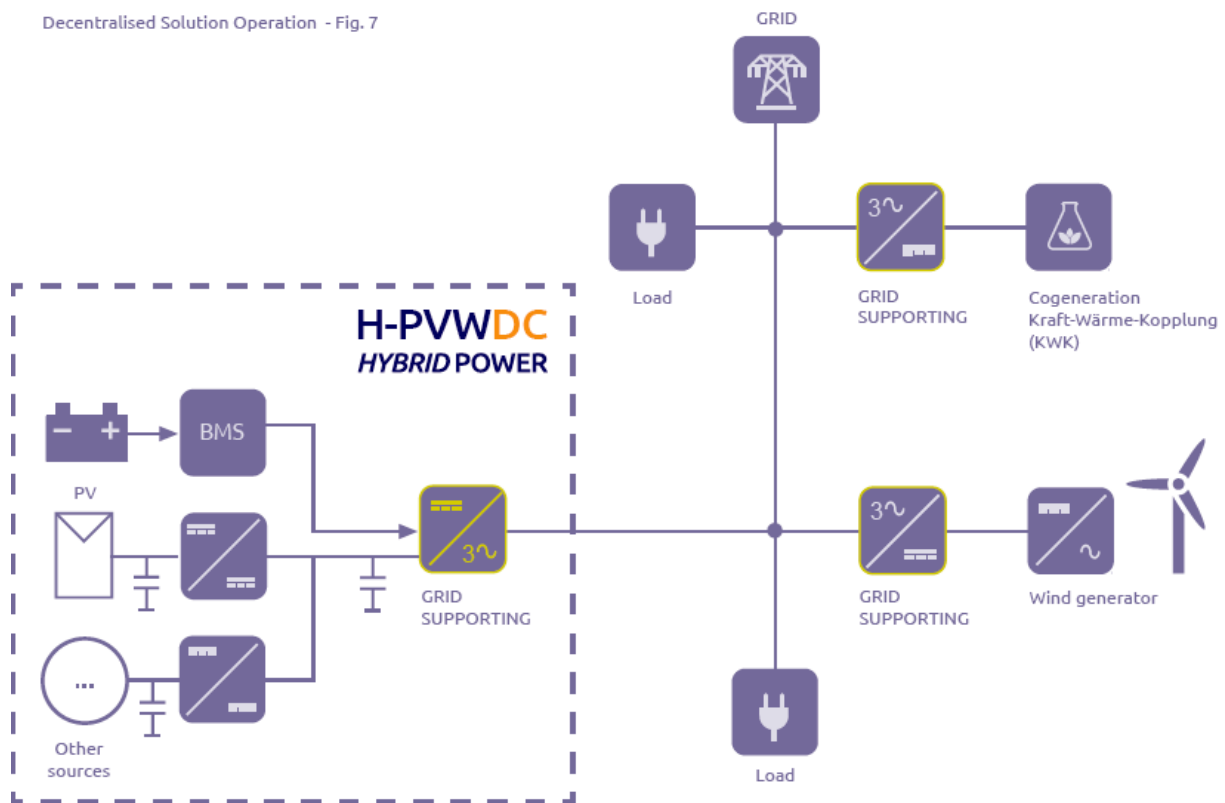 Decentralised Solution Operation - Fig. 7
GRID
3~
Load
GRID
SUPPORTING
Cogeneration
Kraft-Wärme-Kopplung
(KWK)
H-PVWDC
HYBRID POWER
BMS
PV
3~
GRID
SUPPORTING
3~
~
GRID
SUPPORTING
Wind generator
...
Other
sources
Load